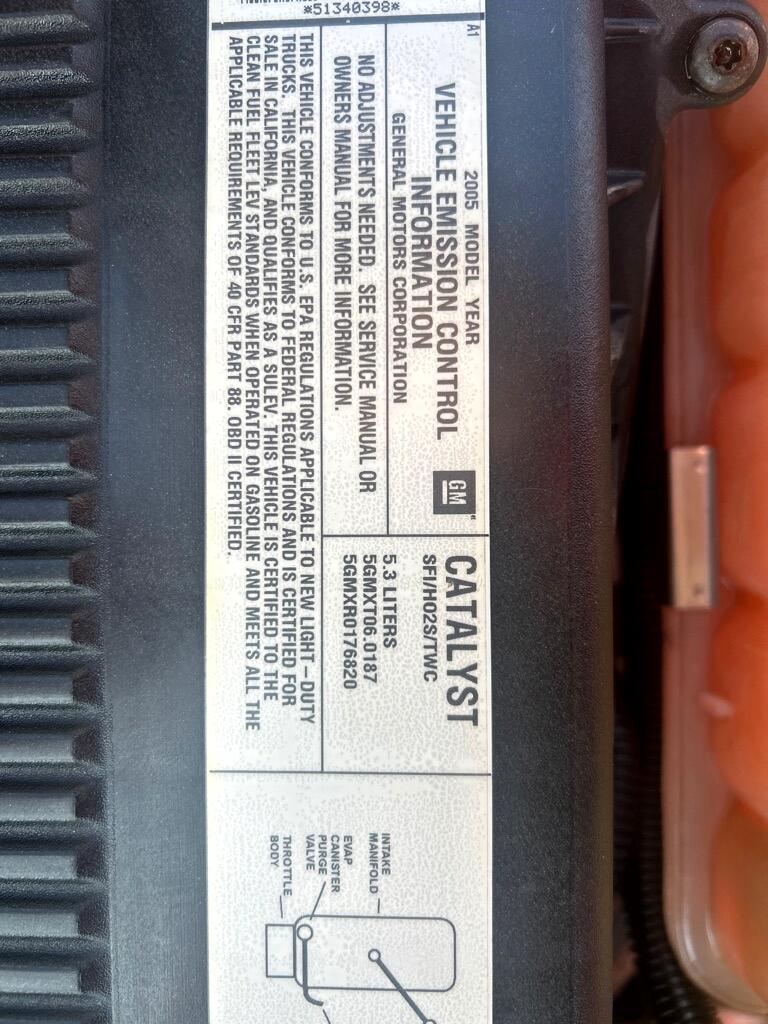 *51340398*
A1
2005 MODEL YEAR
VEHICLE EMISSION CONTROL
INFORMATION
GENERAL MOTORS CORPORATION
GM
NO ADJUSTMENTS NEEDED. SEE SERVICE MANUAL OR
OWNERS MANUAL FOR MORE INFORMATION.
CATALYST
SFI/HO2S/TWC
5.3 LITERS
5GMXT06.0187
5GMXR0176820
THIS VEHICLE CONFORMS TO U.S. EPA REGULATIONS APPLICABLE TO NEW LIGHT-DUTY
TRUCKS. THIS VEHICLE CONFORMS TO FEDERAL REGULATIONS AND IS CERTIFIED FOR
SALE IN CALIFORNIA, AND QUALIFIES AS A SULEV. THIS VEHICLE IS CERTIFIED TO THE
CLEAN FUEL FLEET LEV STANDARDS WHEN OPERATED ON GASOLINE AND MEETS ALL THE
APPLICABLE REQUIREMENTS OF 40 CFR PART 88. OBD II CERTIFIED.
INTAKE
MANIFOLD
EVAP
CANISTER
PURGE
VALVE
THROTTLE
BODY